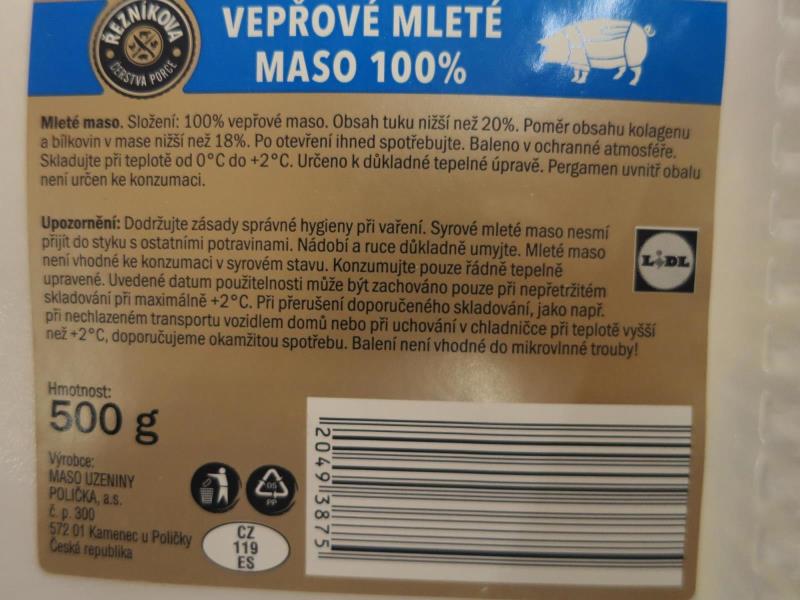 ŘEZNÍKOVA
ČERSTVÁ PORCE
VEPŘOVÉ MLETÉ
MASO 100%
Mleté maso. Složení: 100% vepřové maso. Obsah tuku nižší než 20%. Poměr obsahu kolagenu
a bílkovin v mase nižší než 18%. Po otevření ihned spotřebujte. Baleno v ochranné atmosféře.
Skladujte při teplotě od 0°C do +2°C. Určeno k důkladné tepelné úpravě. Pergamen uvnitř obalu
není určen ke konzumaci.
Upozornění: Dodržujte zásady správné hygieny při vaření. Syrové mleté maso nesmí
přijít do styku s ostatními potravinami. Nádobí a ruce důkladně umyjte. Mleté maso
není vhodné ke konzumaci v syrovém stavu. Konzumujte pouze řádně tepelně
upravené. Uvedené datum použitelnosti může být zachováno pouze při nepřetržitém
skladování při maximálně +2°C. Při přerušení doporučeného skladování, jako např.
při nechlazeném transportu vozidlem domů nebo při uchování v chladničce při teplotě vyšší
než +2°C, doporučujeme okamžitou spotřebu. Balení není vhodné do mikrovlnné trouby!
LIDL
Hmotnost:
500 g
Výrobce:
MASO UZENINY
POLIČKA, a.s.
č. p. 300
572 01 Kamenec u Poličky
Česká republika
05
PP
CZ
119
ES
20493875